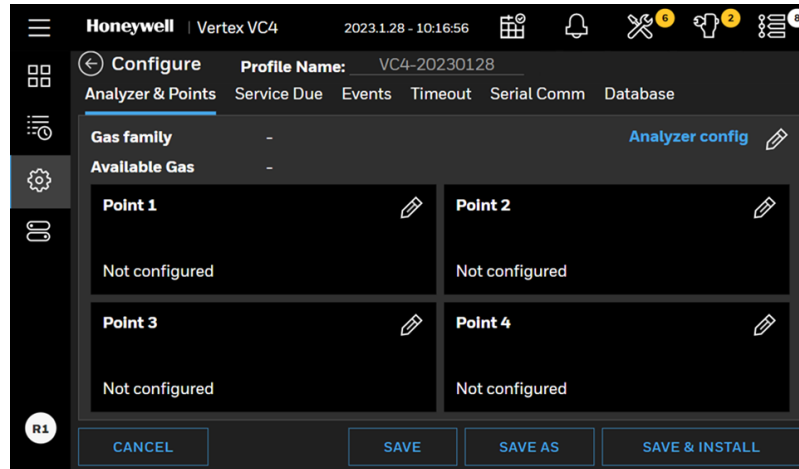 Honeywell | Vertex VC4 2023.1.28 - 10:16:56 6 2 8
Configure Profile Name: VC4-20230128
Analyzer & Points Service Due Events Timeout Serial Comm Database
Gas family - Analyzer config
Available Gas -
Point 1 Point 2
Not configured Not configured
Point 3 Point 4
Not configured Not configured
R1
CANCEL SAVE SAVE AS SAVE & INSTALL